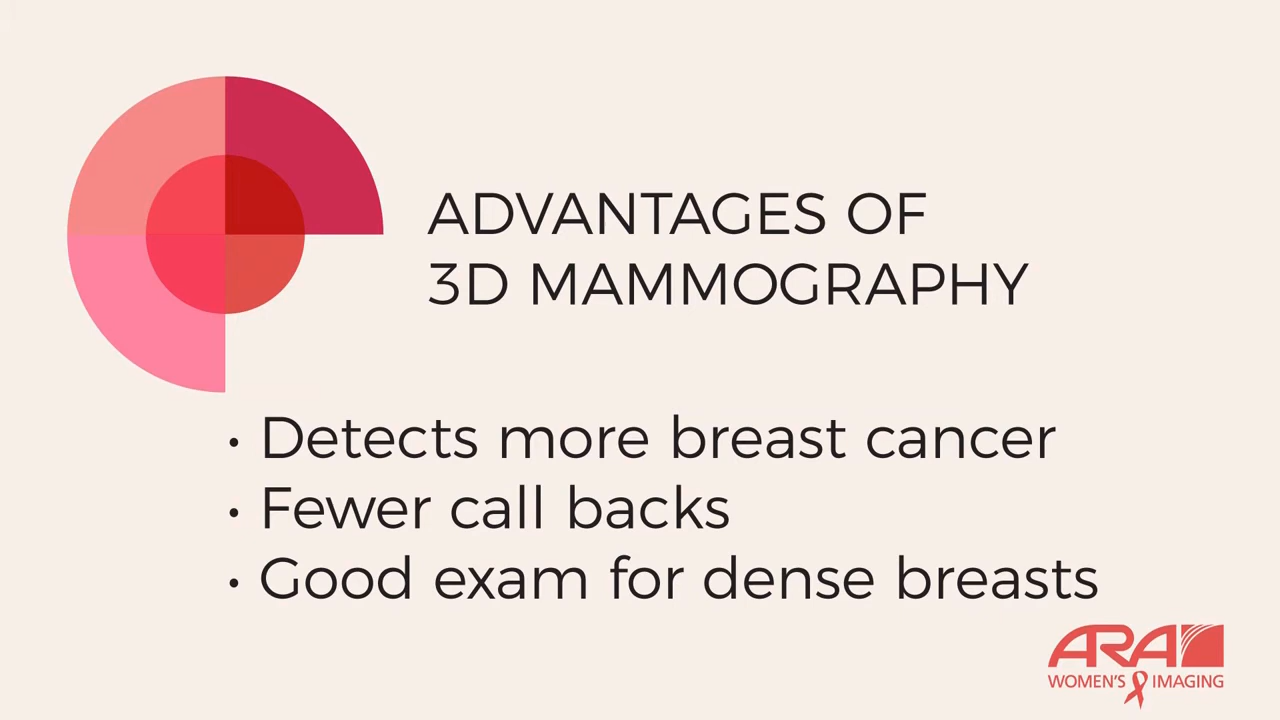 ADVANTAGES OF
3D MAMMOGRAPHY
• Detects more breast cancer
• Fewer call backs
• Good exam for dense breasts
ARA
WOMEN'S IMAGING